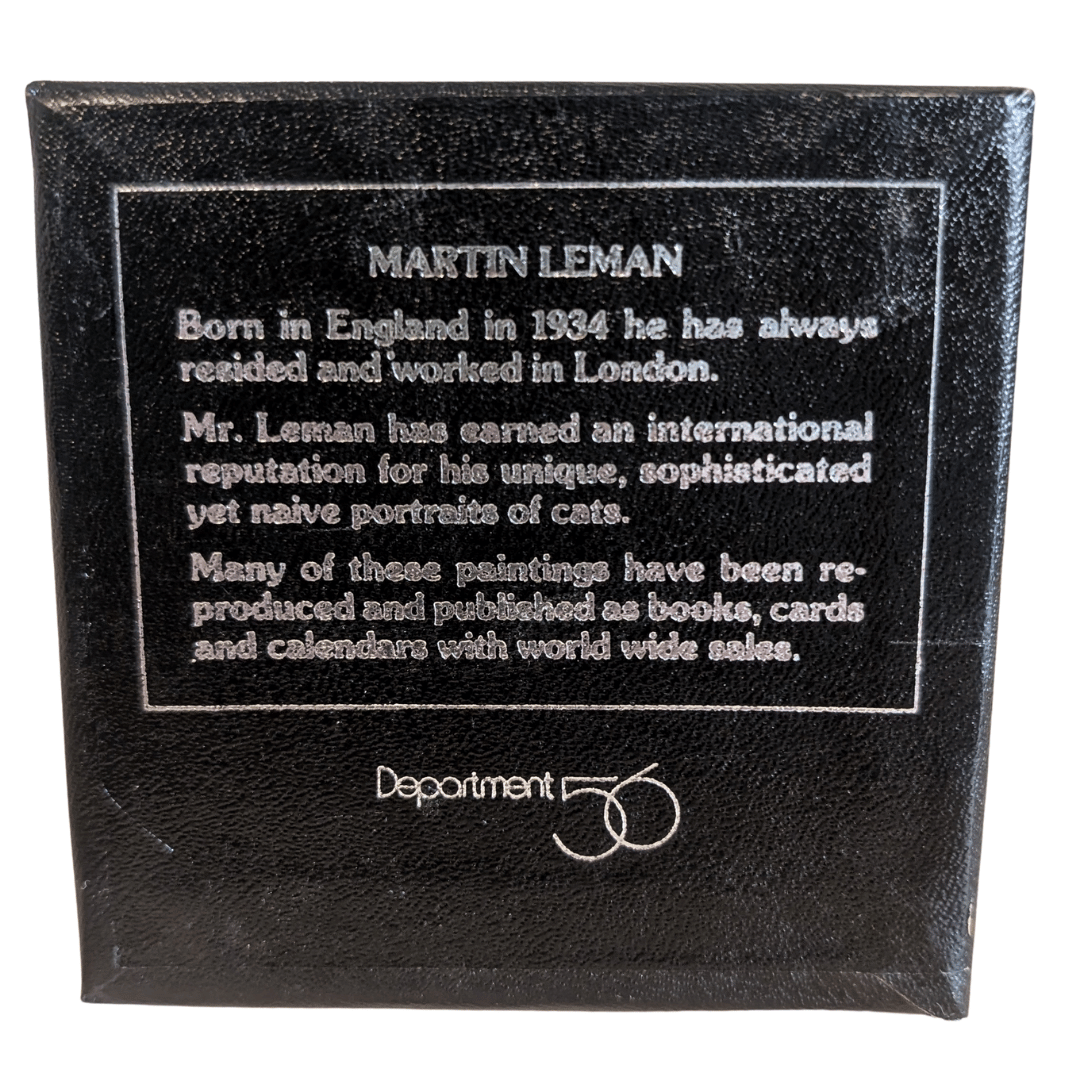 MARTIN LEMAN
Born in England in 1934 he has always
resided and worked in London.
Mr. Leman has earned an international
reputation for his unique, sophisticated
yet naive portraits of cats.
Many of these paintings have been re-
produced and published as books, cards
and calendars with world wide sales.
Department 56